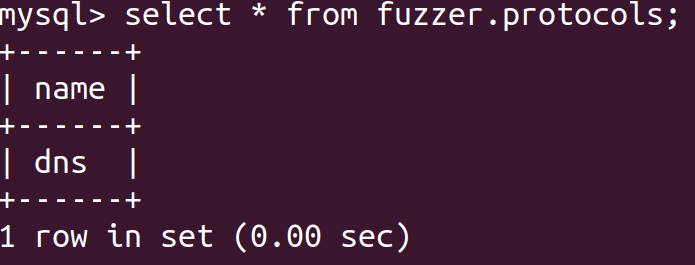 mysql> select * from fuzzer.protocols;
+------+
| name |
+------+
| dns  |
+------+
1 row in set (0.00 sec)